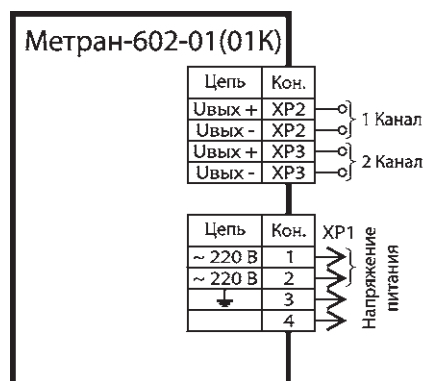 Метран-602-01(01К)
Цепь Кон.
Uвых + XP2
Uвых - XP2
1 Канал
Uвых + XP3
Uвых - XP3
2 Канал
Цепь Кон. XP1
~ 220 В 1
~ 220 В 2
3
4
Напряжение
питания